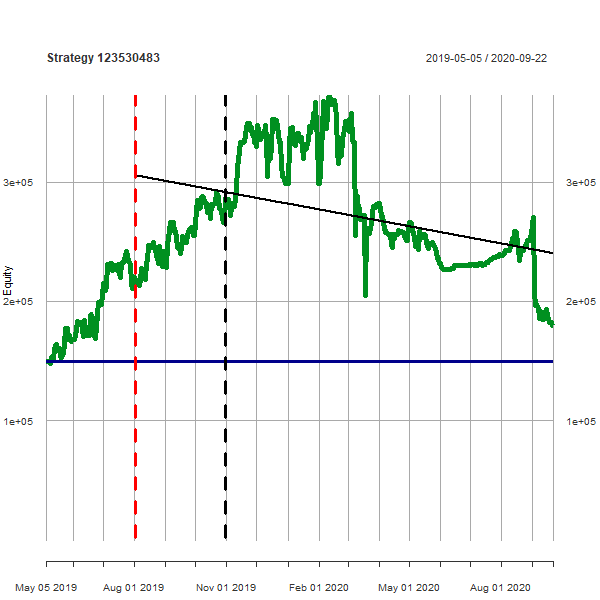 Strategy 123530483
2019-05-05 / 2020-09-22
3e+05
3e+05
Equity
2e+05
2e+05
1e+05
1e+05
May 05 2019
Aug 01 2019
Nov 01 2019
Feb 01 2020
May 01 2020
Aug 01 2020